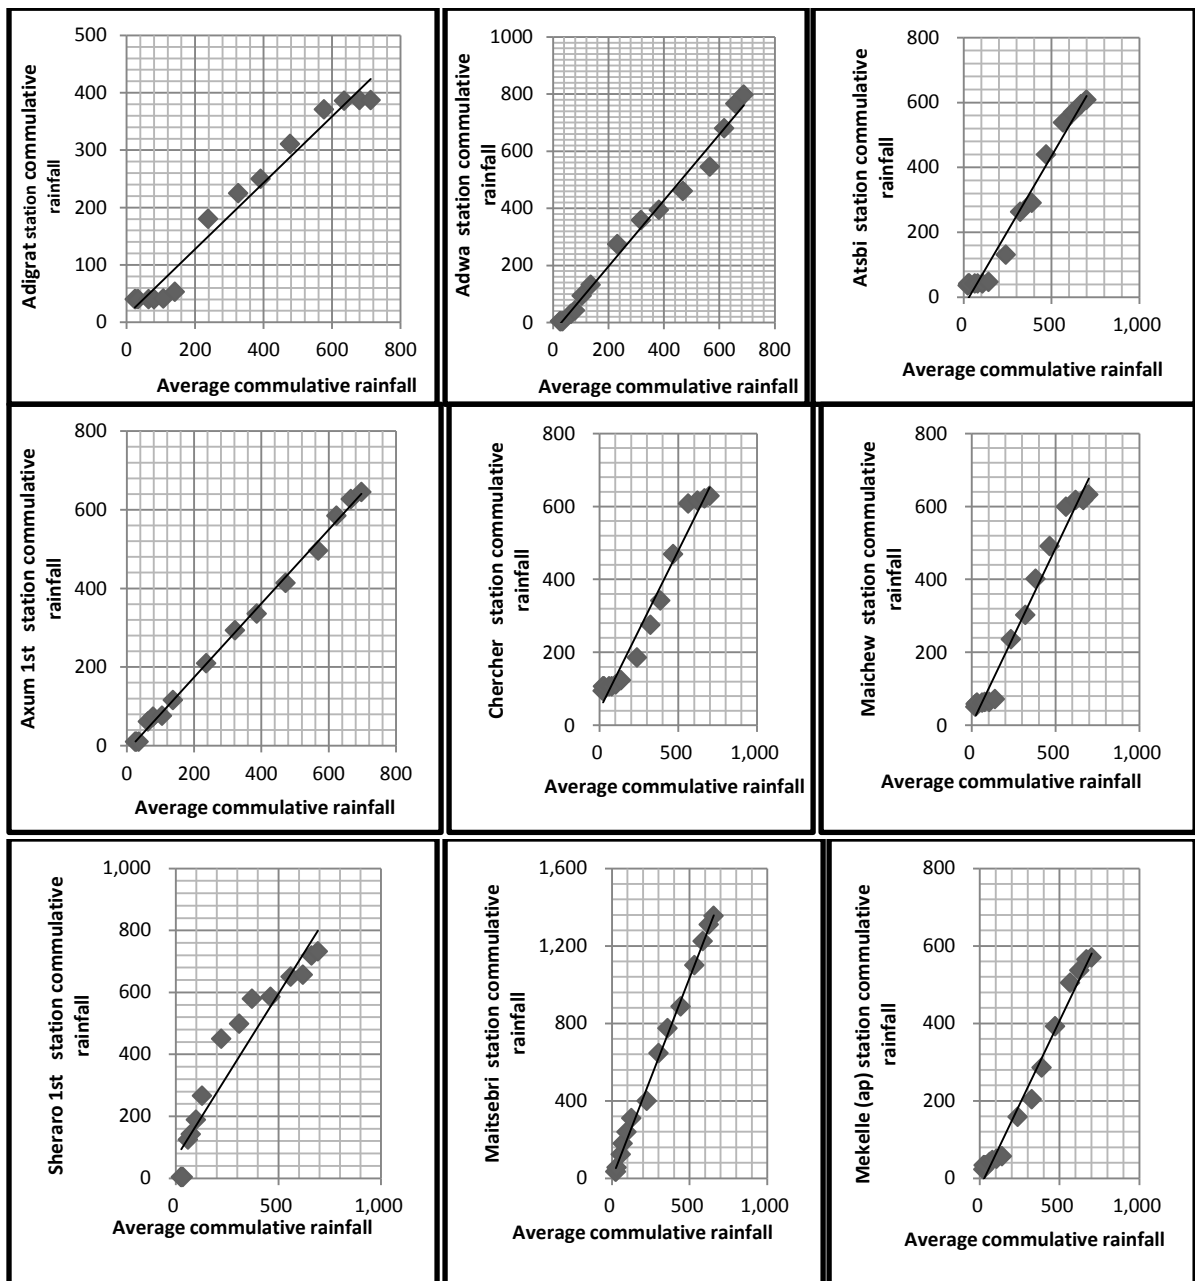 500
400
300
200
100
0
0 200 400 600 800
Adigrat station commulative
rainfall
Average commulative rainfall
1000
800
600
400
200
0
0 200 400 600 800
Adwa station commulative
rainfall
Average commulative rainfall
800
600
400
200
0
0 500 1,000
Atsbi station commulative
rainfall
Average commulative rainfall
800
600
400
200
0
0 200 400 600 800
Axum 1st station commulative
rainfall
Average commulative rainfall
800
600
400
200
0
0 500 1,000
Chercher station commulative
rainfall
Average commulative rainfall
800
600
400
200
0
0 500 1,000
Maichew station commulative
rainfall
Average commulative rainfall
1,000
800
600
400
200
0
0 500 1,000
Sheraro 1st station commulative
rainfall
Average commulative rainfall
1,600
1,200
800
400
0
0 500 1,000
Maitsebri station commulative
rainfall
Average commulative rainfall
800
600
400
200
0
0 500 1,000
Mekelle (ap) station commulative
rainfall
Average commulative rainfall